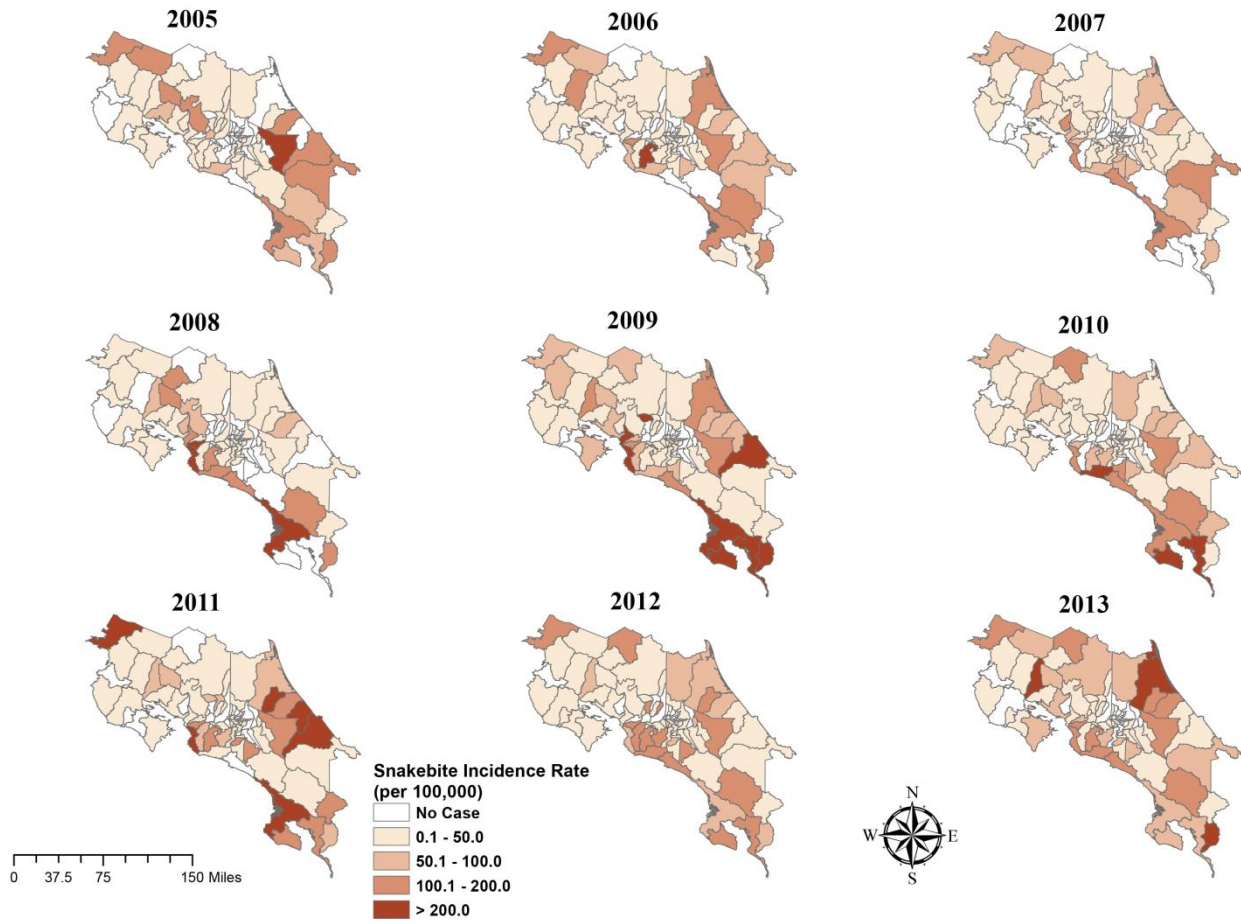 2005
2006
2007
2008
2009
2010
2011
2012
2013
Snakebite Incidence Rate
(per 100,000)
No Case
0.1 - 50.0
50.1 - 100.0
100.1 - 200.0
> 200.0
0 37.5 75 150 Miles
N
W E
S